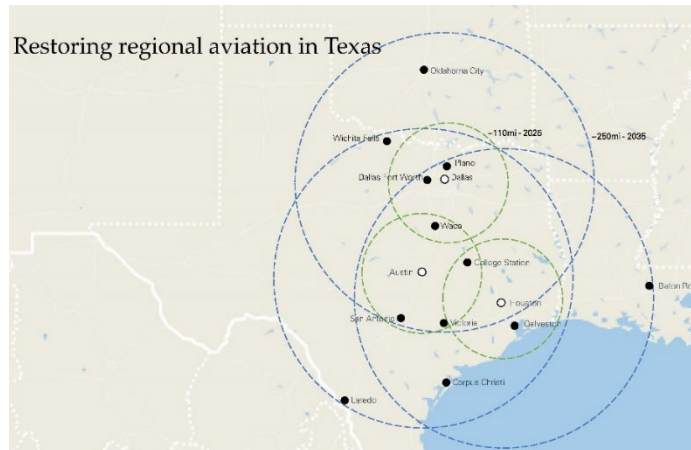 Restoring regional aviation in Texas
Oklahoma City
~110mi - 2025
~250mi - 2035
Wichita Falls
Plano
Dallas Fort Worth
Dallas
Waco
College Station
Austin
Baton Ro
Houston
San Antonio
Victoria
Galveston
Corpus Christi
Laredo